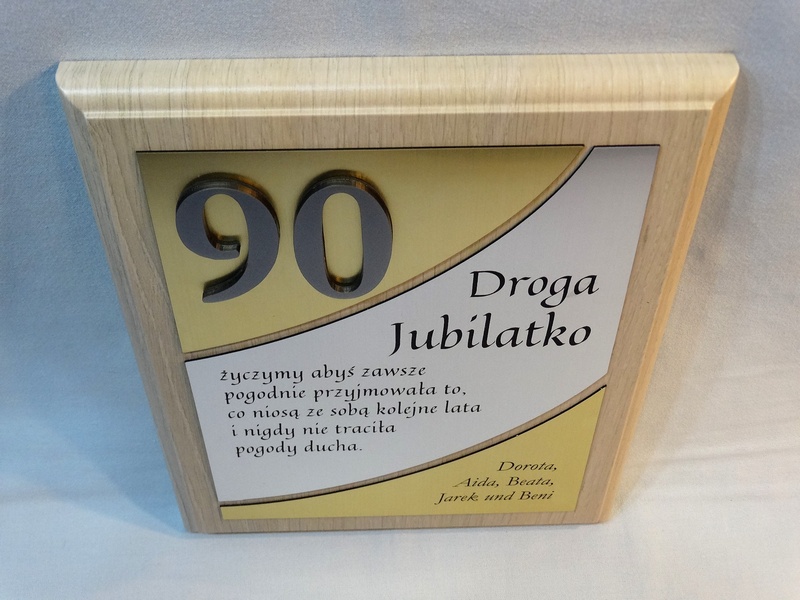 90
Droga
Jubilatko
życzymy abyś zawsze
pogodnie przyjmowała to,
co niosą ze sobą kolejne lata
i nigdy nie traciła
pogody ducha.
Dorota,
Aida, Beata,
Jarek und Beni